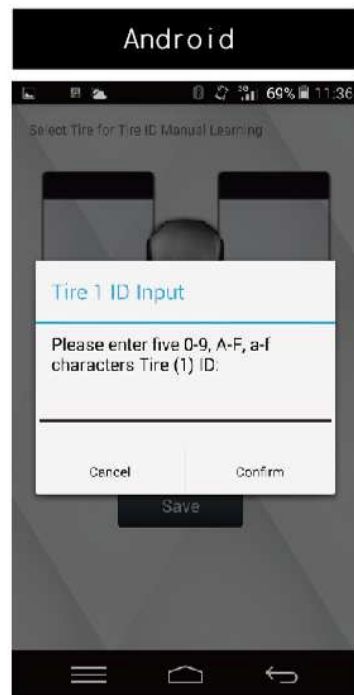 Android
69% 11:36
Select Tire for Tire ID Manual Learning
Tire 1 ID Input
Please enter five 0-9, A-F, a-f
characters Tire (1) ID:
Cancel
Confirm
Save